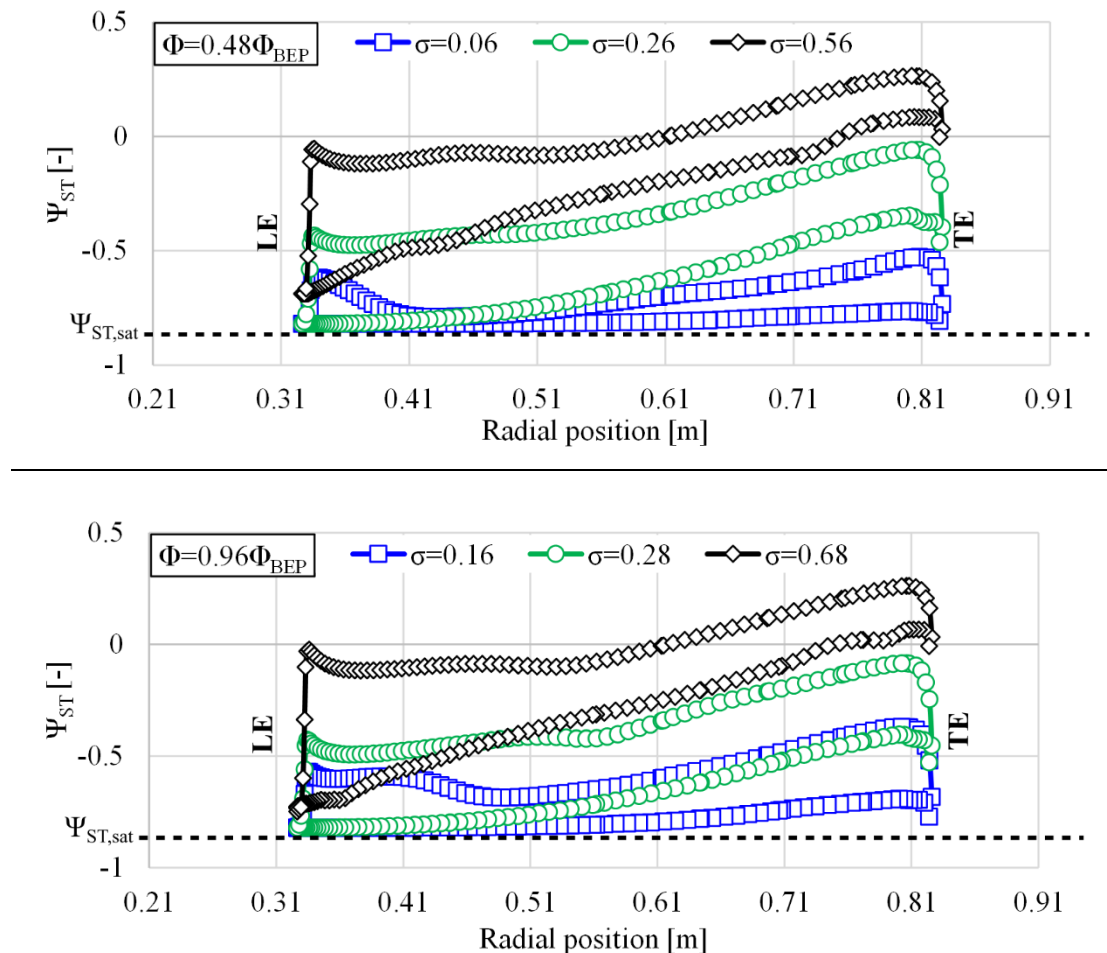 0.5
Φ=0.48Φ_BEP σ=0.06 σ=0.26 σ=0.56
0
Ψ_ST [-]
LE
-0.5
TE
Ψ_ST,sat
-1
0.21 0.31 0.41 0.51 0.61 0.71 0.81 0.91
Radial position [m]
0.5
Φ=0.96Φ_BEP σ=0.16 σ=0.28 σ=0.68
0
Ψ_ST [-]
LE
-0.5
TE
Ψ_ST,sat
-1
0.21 0.31 0.41 0.51 0.61 0.71 0.81 0.91
Radial position [m]